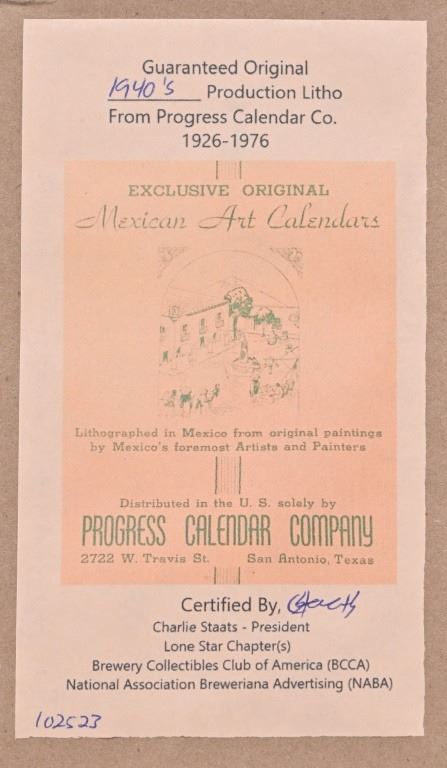 Guaranteed Original
1940's Production Litho
From Progress Calendar Co.
1926-1976
EXCLUSIVE ORIGINAL
Mexican Art Calendars
Lithographed in Mexico from original paintings
by Mexico's foremost Artists and Painters
Distributed in the U. S. solely by
PROGRESS CALENDAR COMPANY
2722 W. Travis St. San Antonio, Texas
Certified By,
Charlie Staats - President
Lone Star Chapter(s)
Brewery Collectibles Club of America (BCCA)
National Association Breweriana Advertising (NABA)
102523